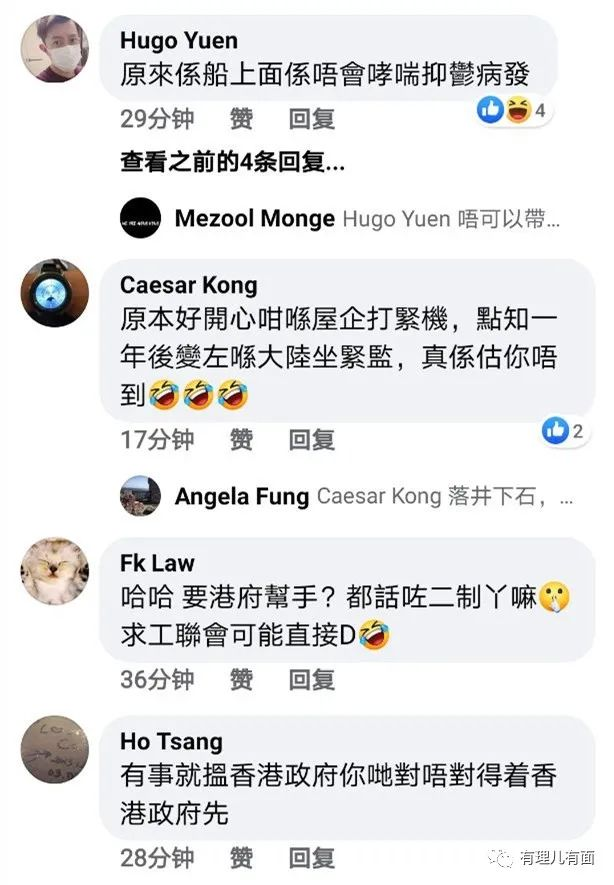 Hugo Yuen
原來係船上面係唔會哮喘抑鬱病發
29分钟 赞 回复 4
查看之前的4条回复...
Mezool Monge Hugo Yuen 唔可以帶...
Caesar Kong
原本好開心咁喺屋企打緊機，點知一
年後變左喺大陸坐緊監，真係估你唔
到🤣🤣🤣
17分钟 赞 回复 2
Angela Fung Caesar Kong 落井下石，...
Fk Law
哈哈 要港府幫手？都話咗二制丫嘛🤫
求工聯會可能直接D🤣
36分钟 赞 回复
Ho Tsang
有事就搵香港政府你哋對唔對得着香
港政府先
28分钟 赞 回复
有理儿有面